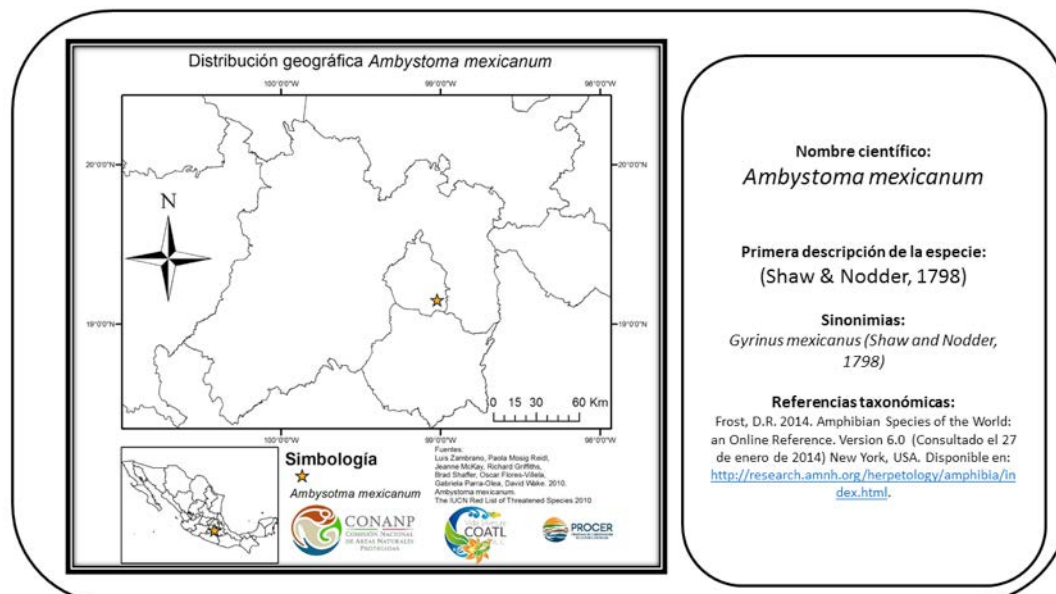 Distribución geográfica Ambystoma mexicanum
100°0'0"W 99°0'0"W 98°0'0"W
20°0'0"N 20°0'0"N
N
19°0'0"N 19°0'0"N
0 15 30 60 Km
100°0'0"W 99°0'0"W 98°0'0"W
Simbología
Ambysotma mexicanum
Fuentes:
Luis Zambrano, Paola Mosig Reidl,
Jeanne McKay, Richard Griffiths,
Brad Shaffer, Oscar Flores-Villela,
Gabriela Parra-Olea, David Wake. 2010.
Ambystoma mexicanum.
The IUCN Red List of Threatened Species 2010
CONANP
COMISIÓN NACIONAL
DE ÁREAS NATURALES
PROTEGIDAS
COATL
PROCER
Nombre científico:
Ambystoma mexicanum
Primera descripción de la especie:
(Shaw & Nodder, 1798)
Sinonimias:
Gyrinus mexicanus (Shaw and Nodder,
1798)
Referencias taxonómicas:
Frost, D.R. 2014. Amphibian Species of the World:
an Online Reference. Version 6.0 (Consultado el 27
de enero de 2014) New York, USA. Disponible en:
http://research.amnh.org/herpetology/amphibia/in
dex.html.